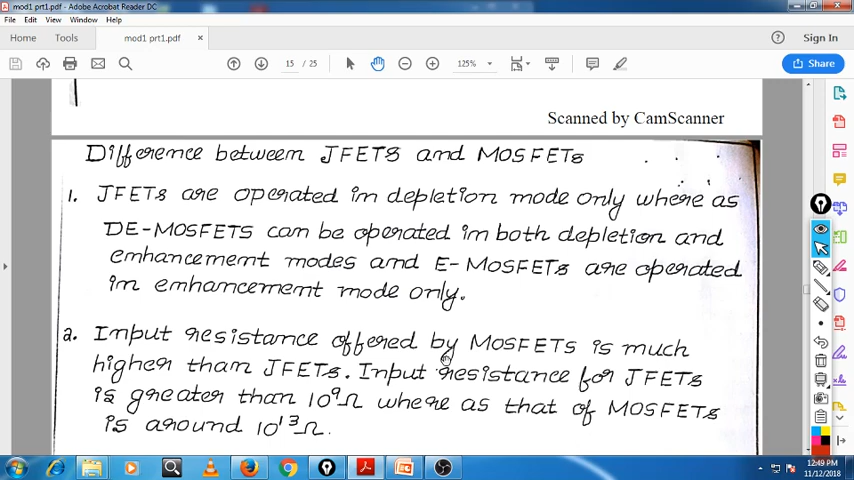 mod1 prt1.pdf - Adobe Acrobat Reader DC
File Edit View Window Help
Home Tools mod1 prt1.pdf × Sign In
15 / 25 125% Share
Scanned by CamScanner
Difference between JFETs and MOSFETs
1. JFETs are operated in depletion mode only where as
DE-MOSFETS can be operated in both depletion and
enhancement modes and E-MOSFETs are operated
in enhancement mode only.
2. Input resistance offered by MOSFETs is much
higher than JFETs. Input resistance for JFETs
is greater than 10⁹Ω where as that of MOSFETs
is around 10¹³Ω.
12:49 PM
11/12/2018